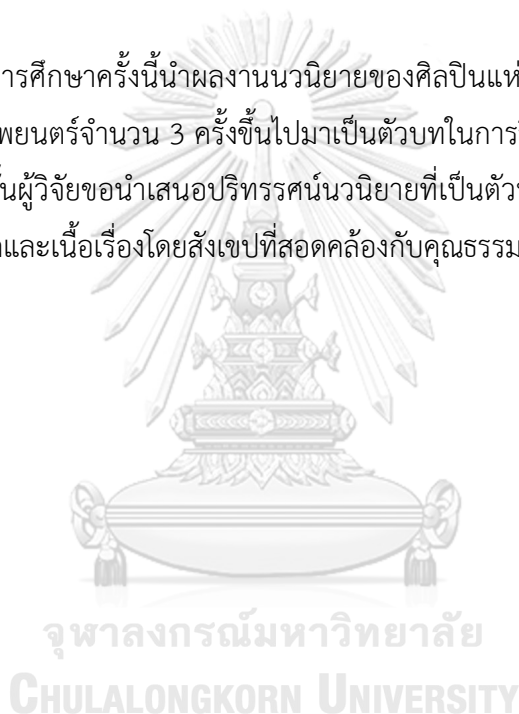 การศึกษาครั้งนี้นำผลงานนวนิยายของศิลปินแห่
พยนตร์จำนวน 3 ครั้งขึ้นไปมาเป็นตัวบทในการ
นผู้วิจัยขอนำเสนอปริทรรศน์นวนิยายที่เป็นตัว
และเนื้อเรื่องโดยสังเขปที่สอดคล้องกับคุณธรรม
จุฬาลงกรณ์มหาวิทยาลัย
CHULALONGKORN UNIVERSITY